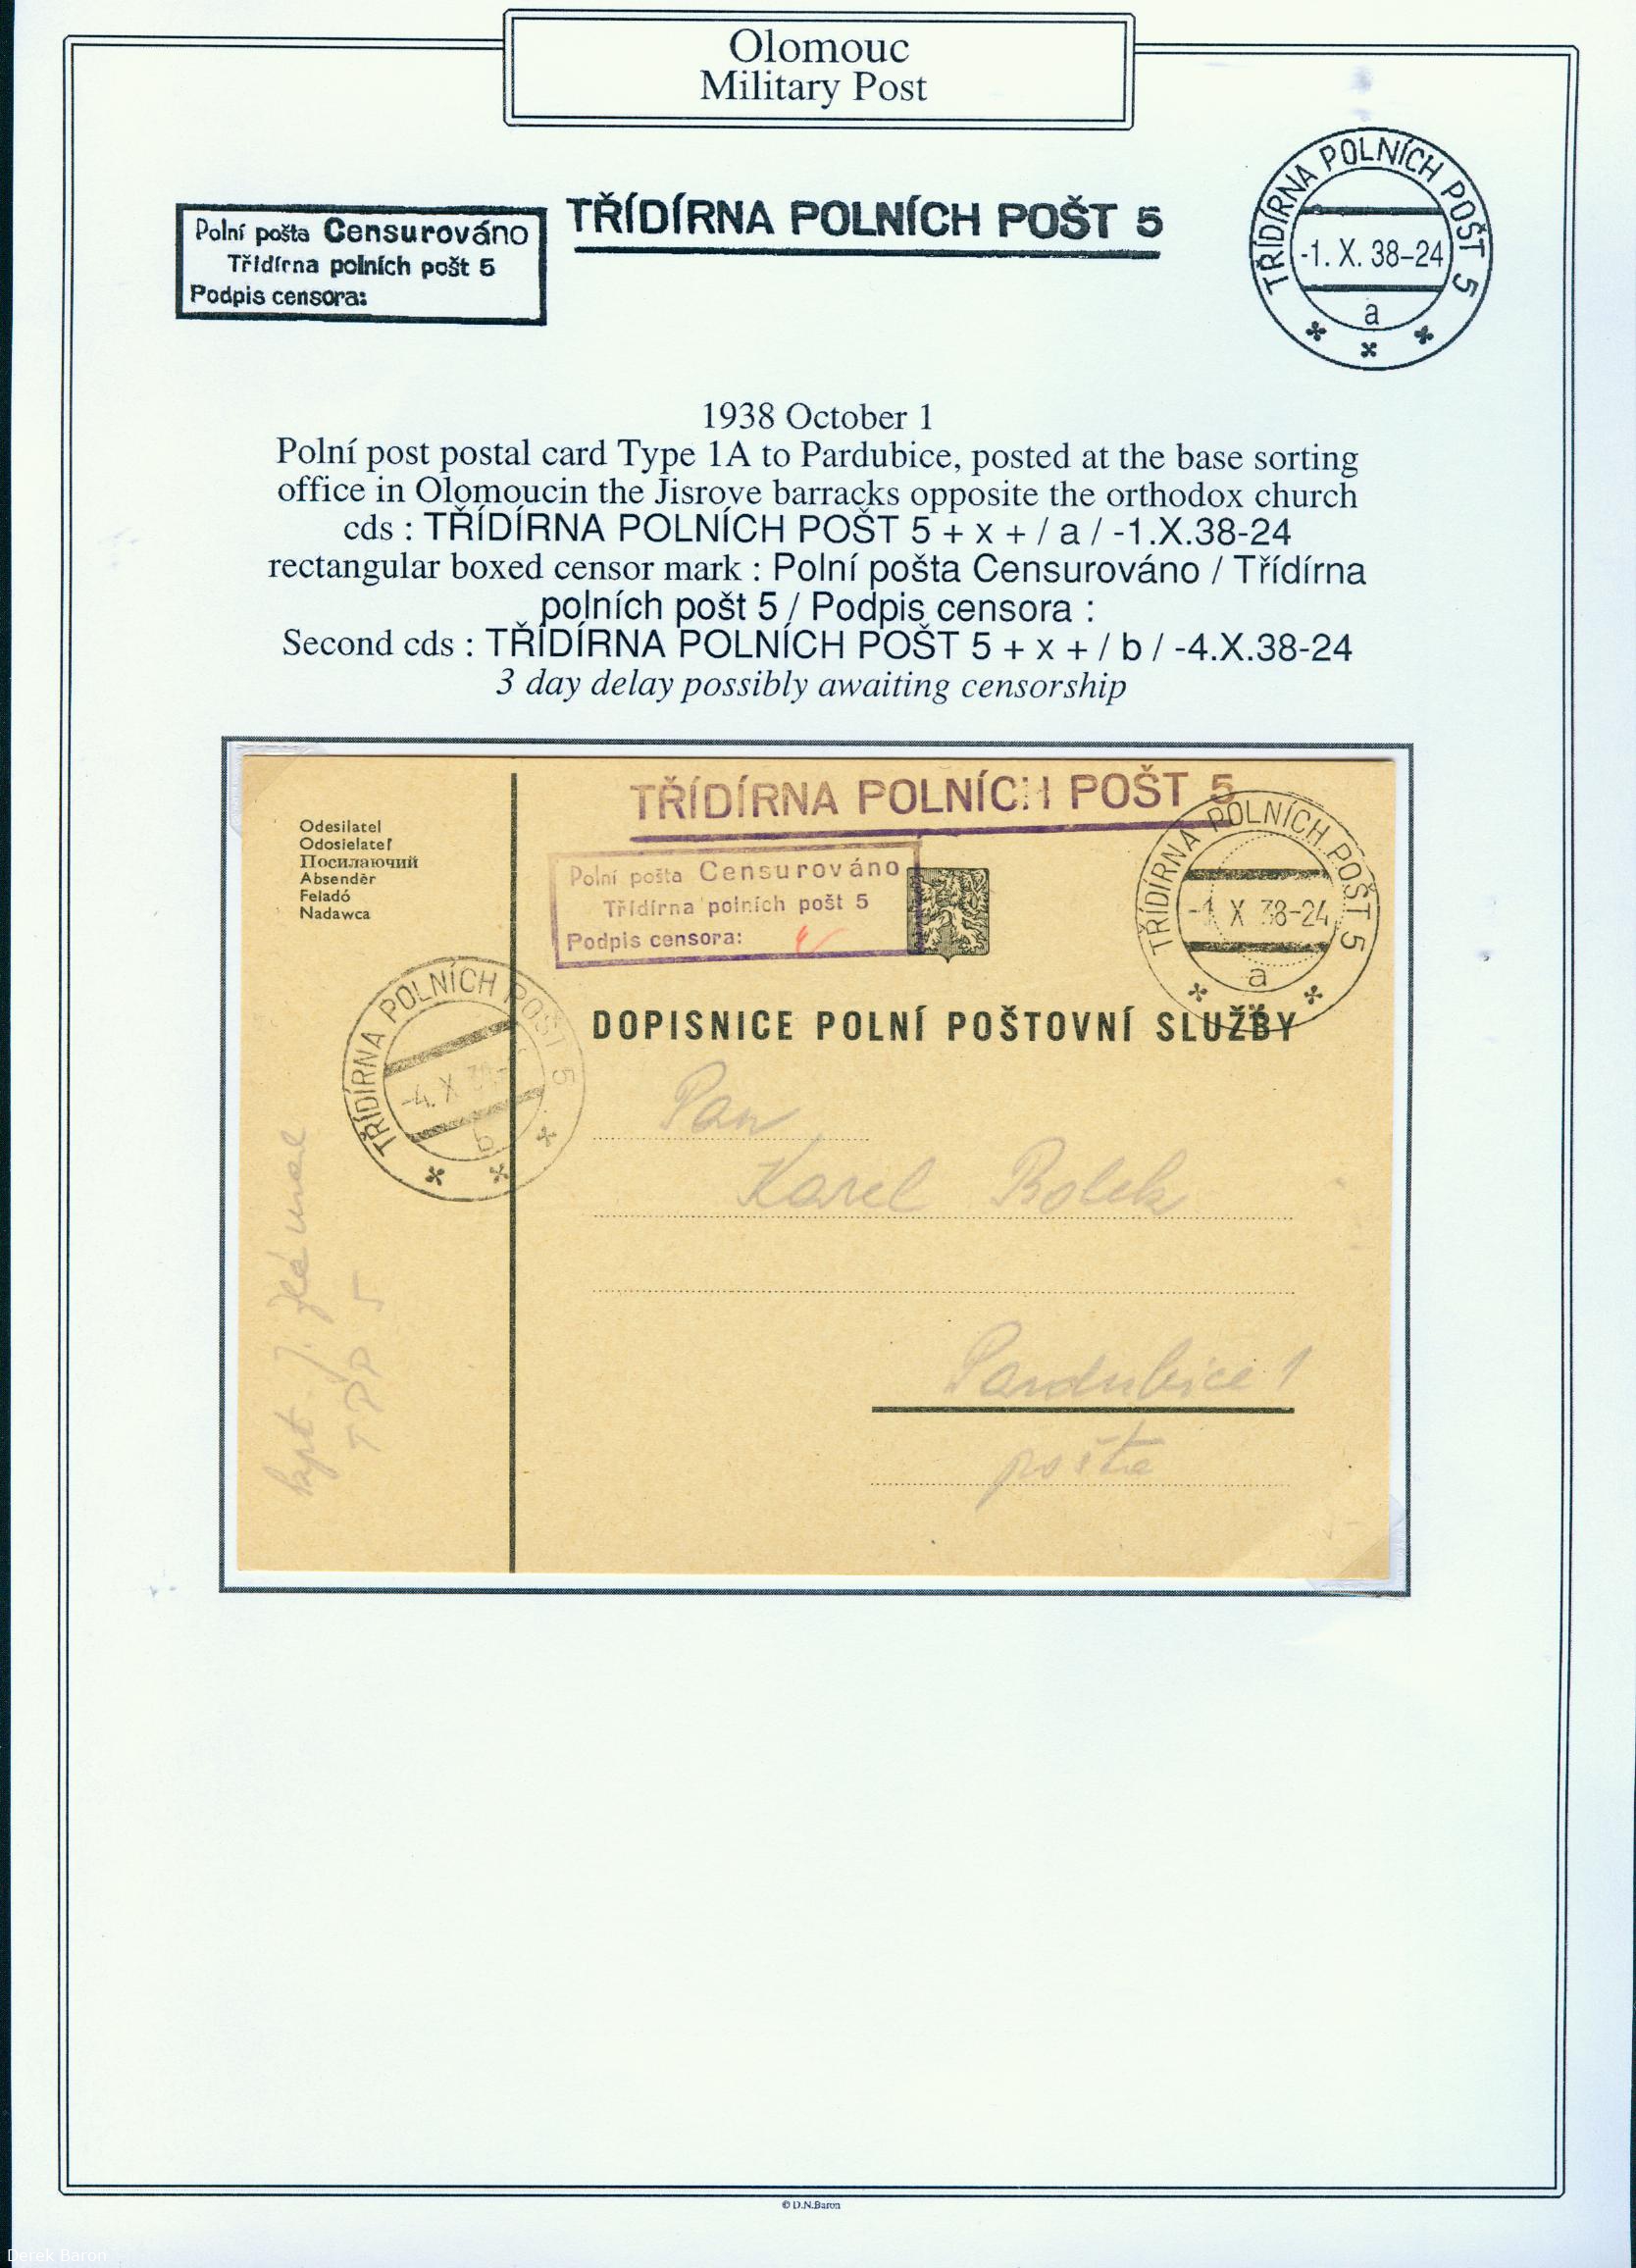 Olomouc
Military Post
Polní pošta Censurováno
Třídírna polních pošt 5
Podpis censora:
TŘÍDÍRNA POLNÍCH POŠT 5
TŘÍDÍRNA POLNÍCH POŠT 5
-1. X. 38-24
a
1938 October 1
Polní post postal card Type 1A to Pardubice, posted at the base sorting
office in Olomoucin the Jisrove barracks opposite the orthodox church
cds : TŘÍDÍRNA POLNÍCH POŠT 5 + x + / a / -1.X.38-24
rectangular boxed censor mark : Polní pošta Censurováno / Třídírna
polních pošt 5 / Podpis censora :
Second cds : TŘÍDÍRNA POLNÍCH POŠT 5 + x + / b / -4.X.38-24
3 day delay possibly awaiting censorship
TŘÍDÍRNA POLNÍCH POŠT 5
Odesilatel
Odosielateľ
Посилаючий
Absender
Feladó
Nadawca
Polní pošta Censurováno
Třídírna polních pošt 5
Podpis censora:
TŘÍDÍRNA POLNÍCH POŠT 5
-1 X 38-24
a
TŘÍDÍRNA POLNÍCH POŠT 5
-4. X 38
b
DOPISNICE POLNÍ POŠTOVNÍ SLUŽBY
Pan
Karel Bolek
Pardubice 1
pošta
kpt. J.
TPP 5
© D.N.Baron
Derek Baron